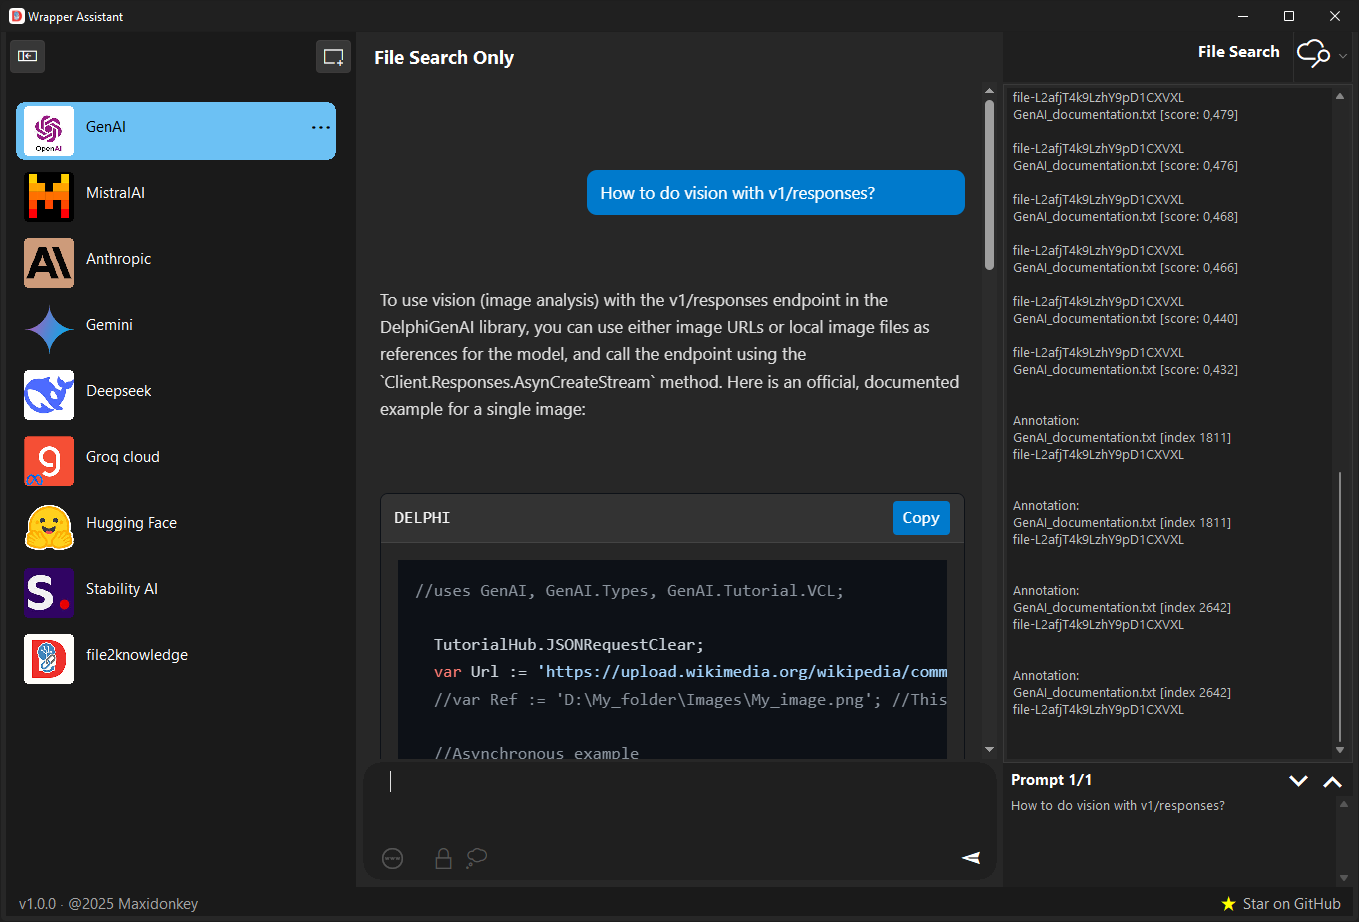 Wrapper Assistant
File Search Only
File Search
OpenAI
GenAI
MistralAI
Anthropic
Gemini
Deepseek
Groq cloud
Hugging Face
Stability AI
file2knowledge
How to do vision with v1/responses?
To use vision (image analysis) with the v1/responses endpoint in the
DelphiGenAI library, you can use either image URLs or local image files as
references for the model, and call the endpoint using the
`Client.Responses.AsynCreateStream` method. Here is an official, documented
example for a single image:
DELPHI
Copy
//uses GenAI, GenAI.Types, GenAI.Tutorial.VCL;
TutorialHub.JSONRequestClear;
var Url := 'https://upload.wikimedia.org/wikipedia/comm
//var Ref := 'D:\My_folder\Images\My_image.png'; //This
//Asynchronous example
file-L2afjT4k9LzhY9pD1CXVXL
GenAI_documentation.txt [score: 0,479]
file-L2afjT4k9LzhY9pD1CXVXL
GenAI_documentation.txt [score: 0,476]
file-L2afjT4k9LzhY9pD1CXVXL
GenAI_documentation.txt [score: 0,468]
file-L2afjT4k9LzhY9pD1CXVXL
GenAI_documentation.txt [score: 0,466]
file-L2afjT4k9LzhY9pD1CXVXL
GenAI_documentation.txt [score: 0,440]
file-L2afjT4k9LzhY9pD1CXVXL
GenAI_documentation.txt [score: 0,432]
Annotation:
GenAI_documentation.txt [index 1811]
file-L2afjT4k9LzhY9pD1CXVXL
Annotation:
GenAI_documentation.txt [index 1811]
file-L2afjT4k9LzhY9pD1CXVXL
Annotation:
GenAI_documentation.txt [index 2642]
file-L2afjT4k9LzhY9pD1CXVXL
Annotation:
GenAI_documentation.txt [index 2642]
file-L2afjT4k9LzhY9pD1CXVXL
Prompt 1/1
How to do vision with v1/responses?
v1.0.0 - @2025 Maxidonkey
Star on GitHub